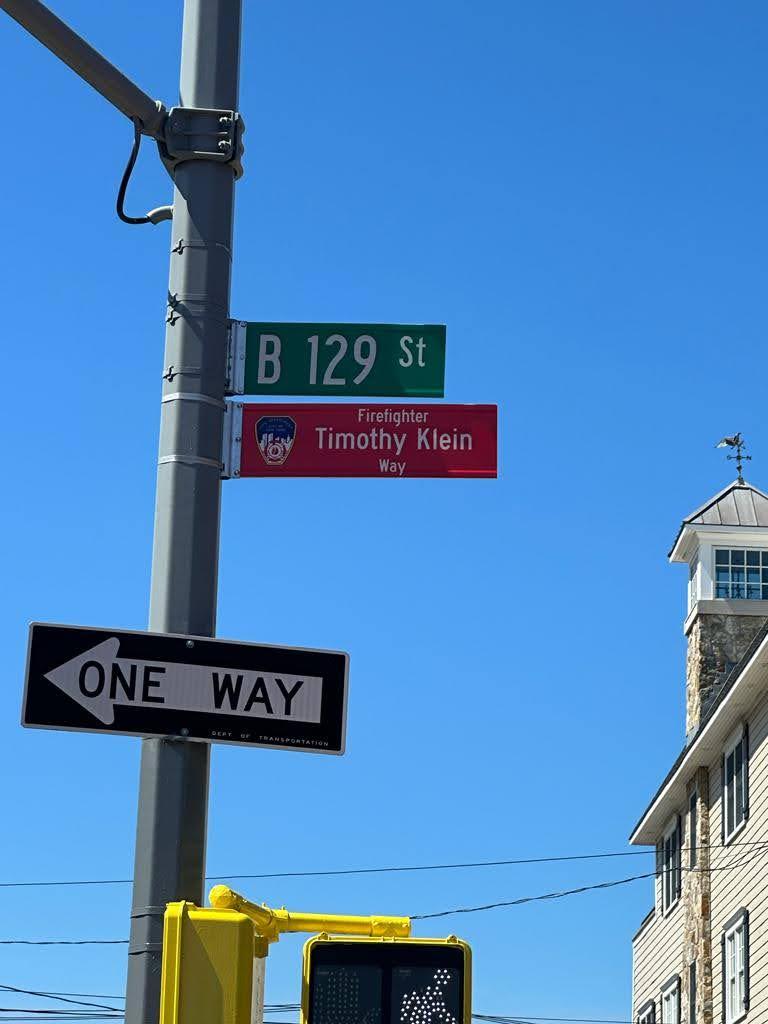 B 129 St
Firefighter
Timothy Klein
Way
ONE WAY
DEPT OF TRANSPORTATION